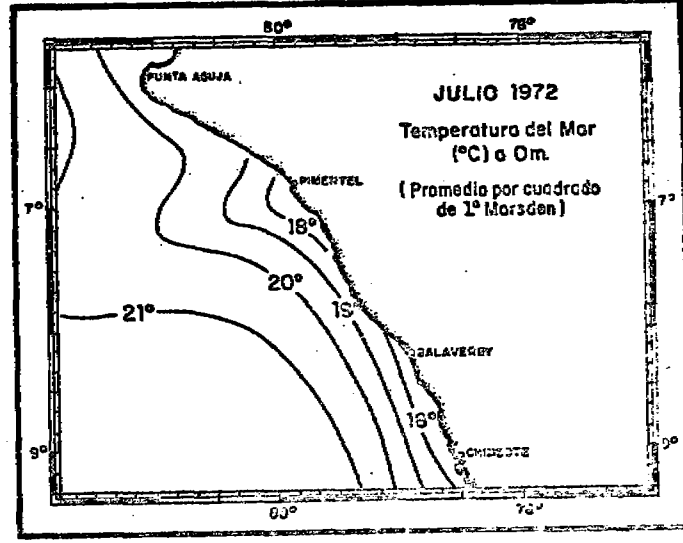 80° 78°
PUNTA AGUJA
JULIO 1972
Temperatura del Mar
(°C) a 0m.
(Promedio por cuadrado
de 1° Marsden)
PIMENTEL
7° 7°
18°
20°
19°
21°
SALAVERRY
CHIMBOTE
9° 9°
80° 78°